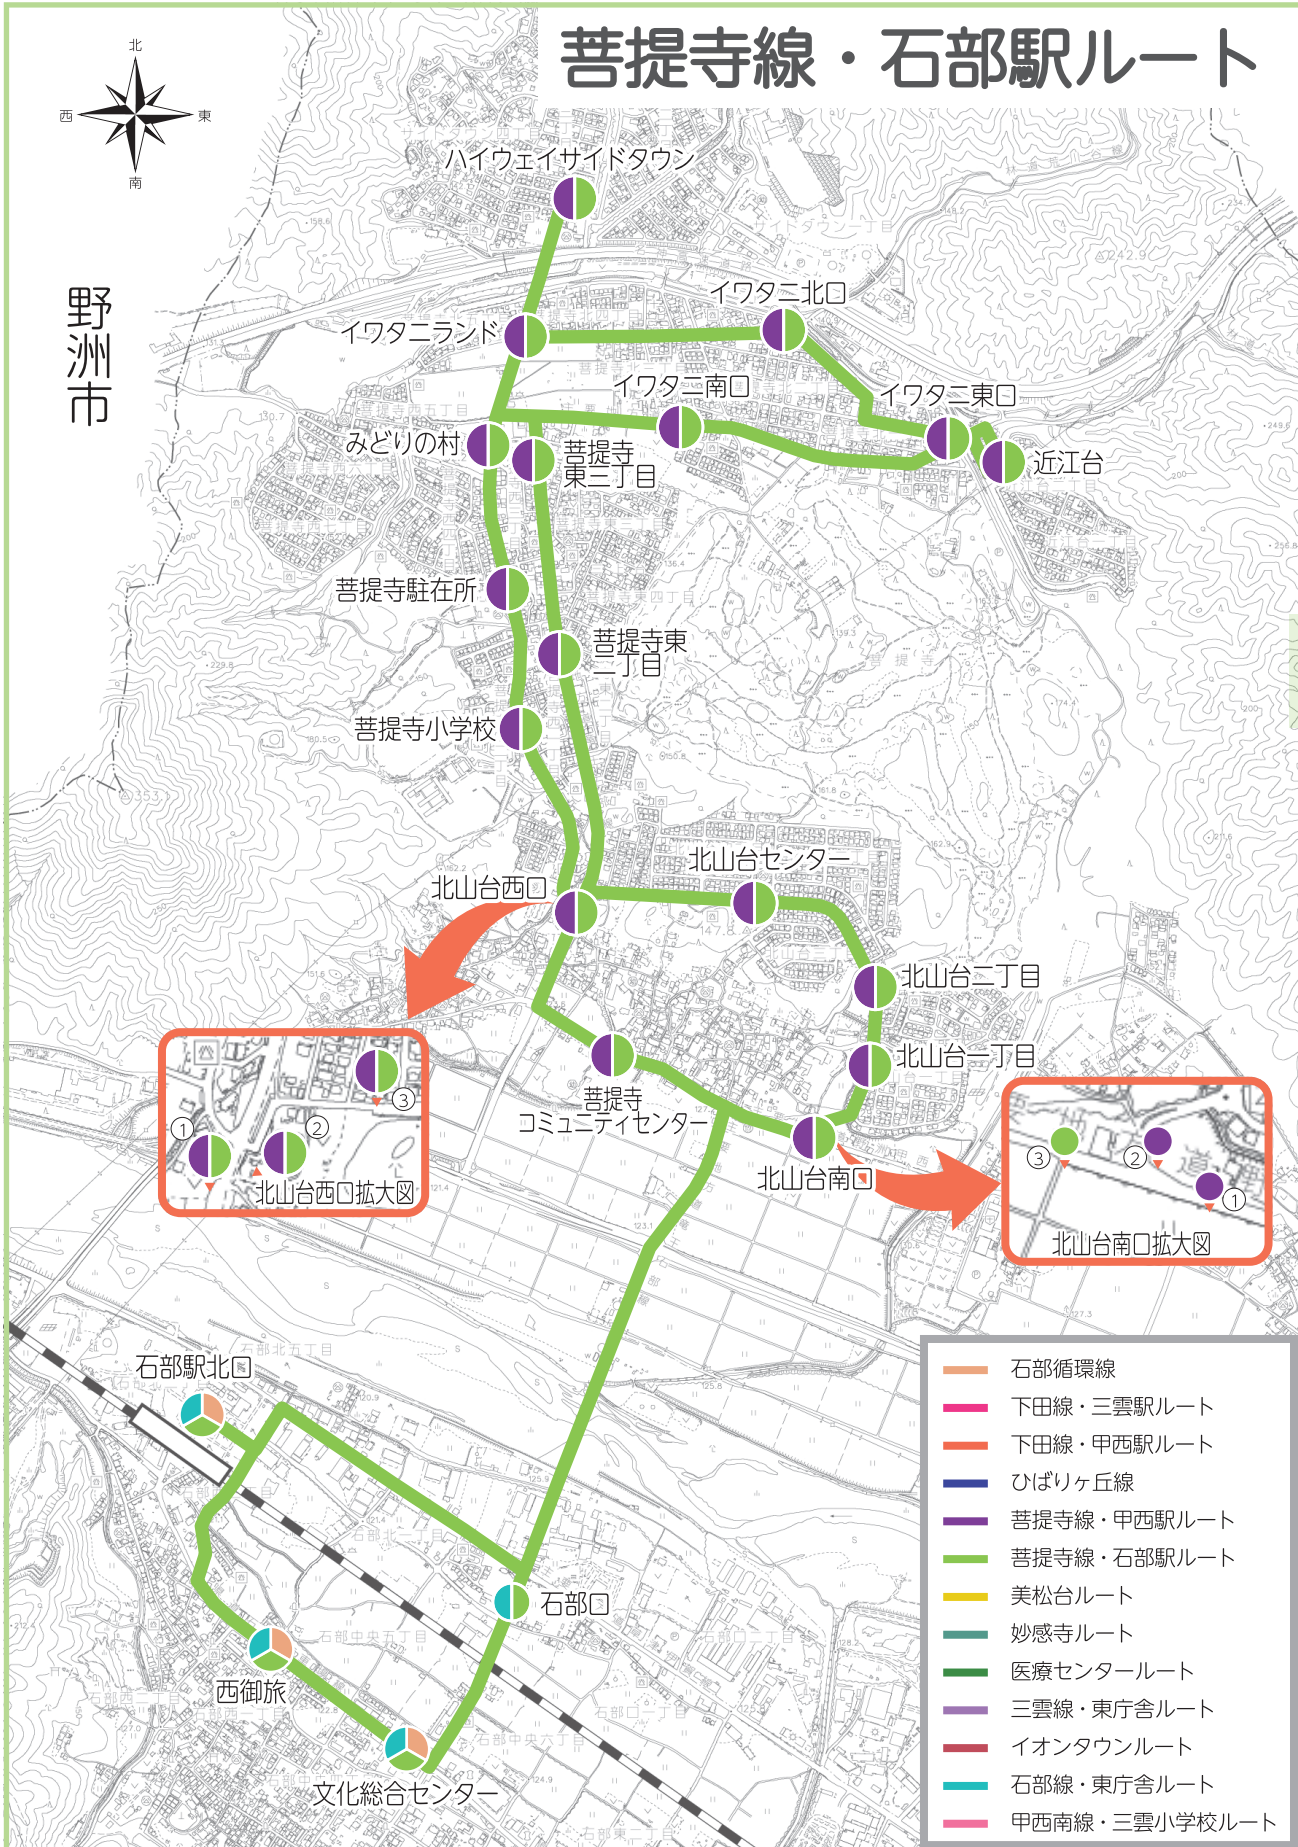 菩提寺線・石部駅ルート
北
西
東
南
野洲市
ハイウェイサイドタウン
イワタニ北口
イワタニランド
イワタニ南口
イワタニ東口
みどりの村
菩提寺
東三丁目
近江台
菩提寺駐在所
菩提寺東
二丁目
菩提寺小学校
北山台センター
北山台西口
北山台二丁目
北山台一丁目
菩提寺
コミュニティセンター
北山台南口
①
②
③
北山台西口拡大図
③
②
①
北山台南口拡大図
石部駅北口
石部口
西御旅
文化総合センター
石部循環線
下田線・三雲駅ルート
下田線・甲西駅ルート
ひばりヶ丘線
菩提寺線・甲西駅ルート
菩提寺線・石部駅ルート
美松台ルート
妙感寺ルート
医療センタールート
三雲線・東庁舎ルート
イオンタウンルート
石部線・東庁舎ルート
甲西南線・三雲小学校ルート